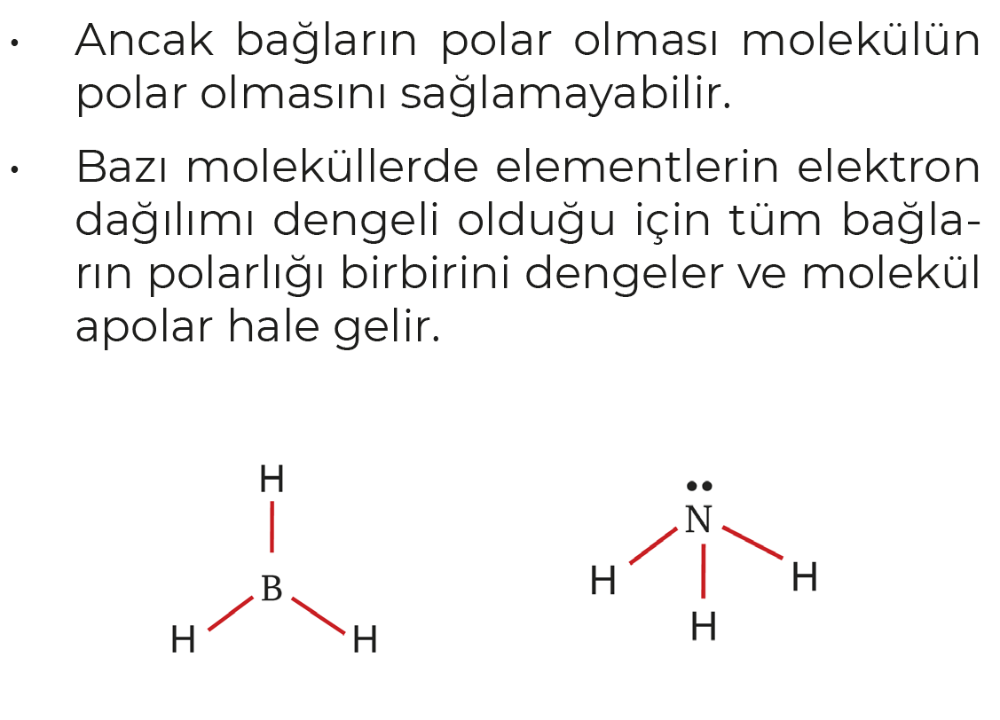 • Ancak bağların polar olması molekülün
polar olmasını sağlamayabilir.
• Bazı moleküllerde elementlerin elektron
dağılımı dengeli olduğu için tüm bağla-
rın polarlığı birbirini dengeler ve molekül
apolar hale gelir.
H
B
H H
N
H H
H